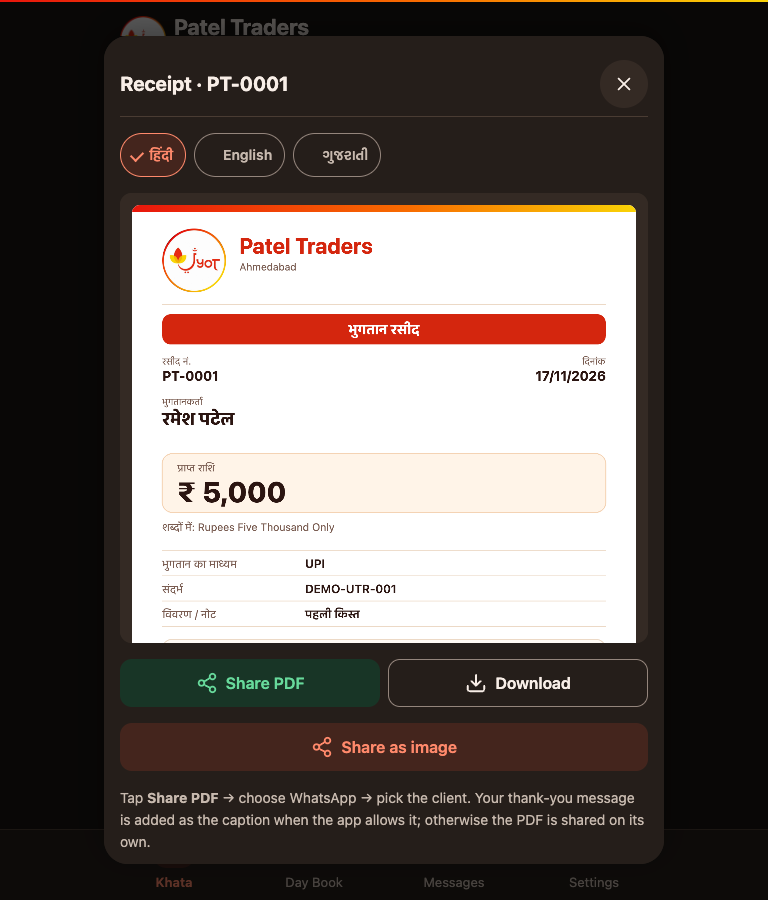 Patel Traders
Receipt · PT-0001
हिंदी
English
ગુજરાતી
Jyot
Patel Traders
Ahmedabad
भुगतान रसीद
रसीद नं.
दिनांक
PT-0001
17/11/2026
भुगतानकर्ता
रमेश पटेल
प्राप्त राशि
₹ 5,000
शब्दों में: Rupees Five Thousand Only
भुगतान का माध्यम UPI
संदर्भ DEMO-UTR-001
विवरण / नोट पहली किस्त
Share PDF
Download
Share as image
Tap Share PDF → choose WhatsApp → pick the client. Your thank-you message
is added as the caption when the app allows it; otherwise the PDF is shared on its
own.
Khata
Day Book
Messages
Settings